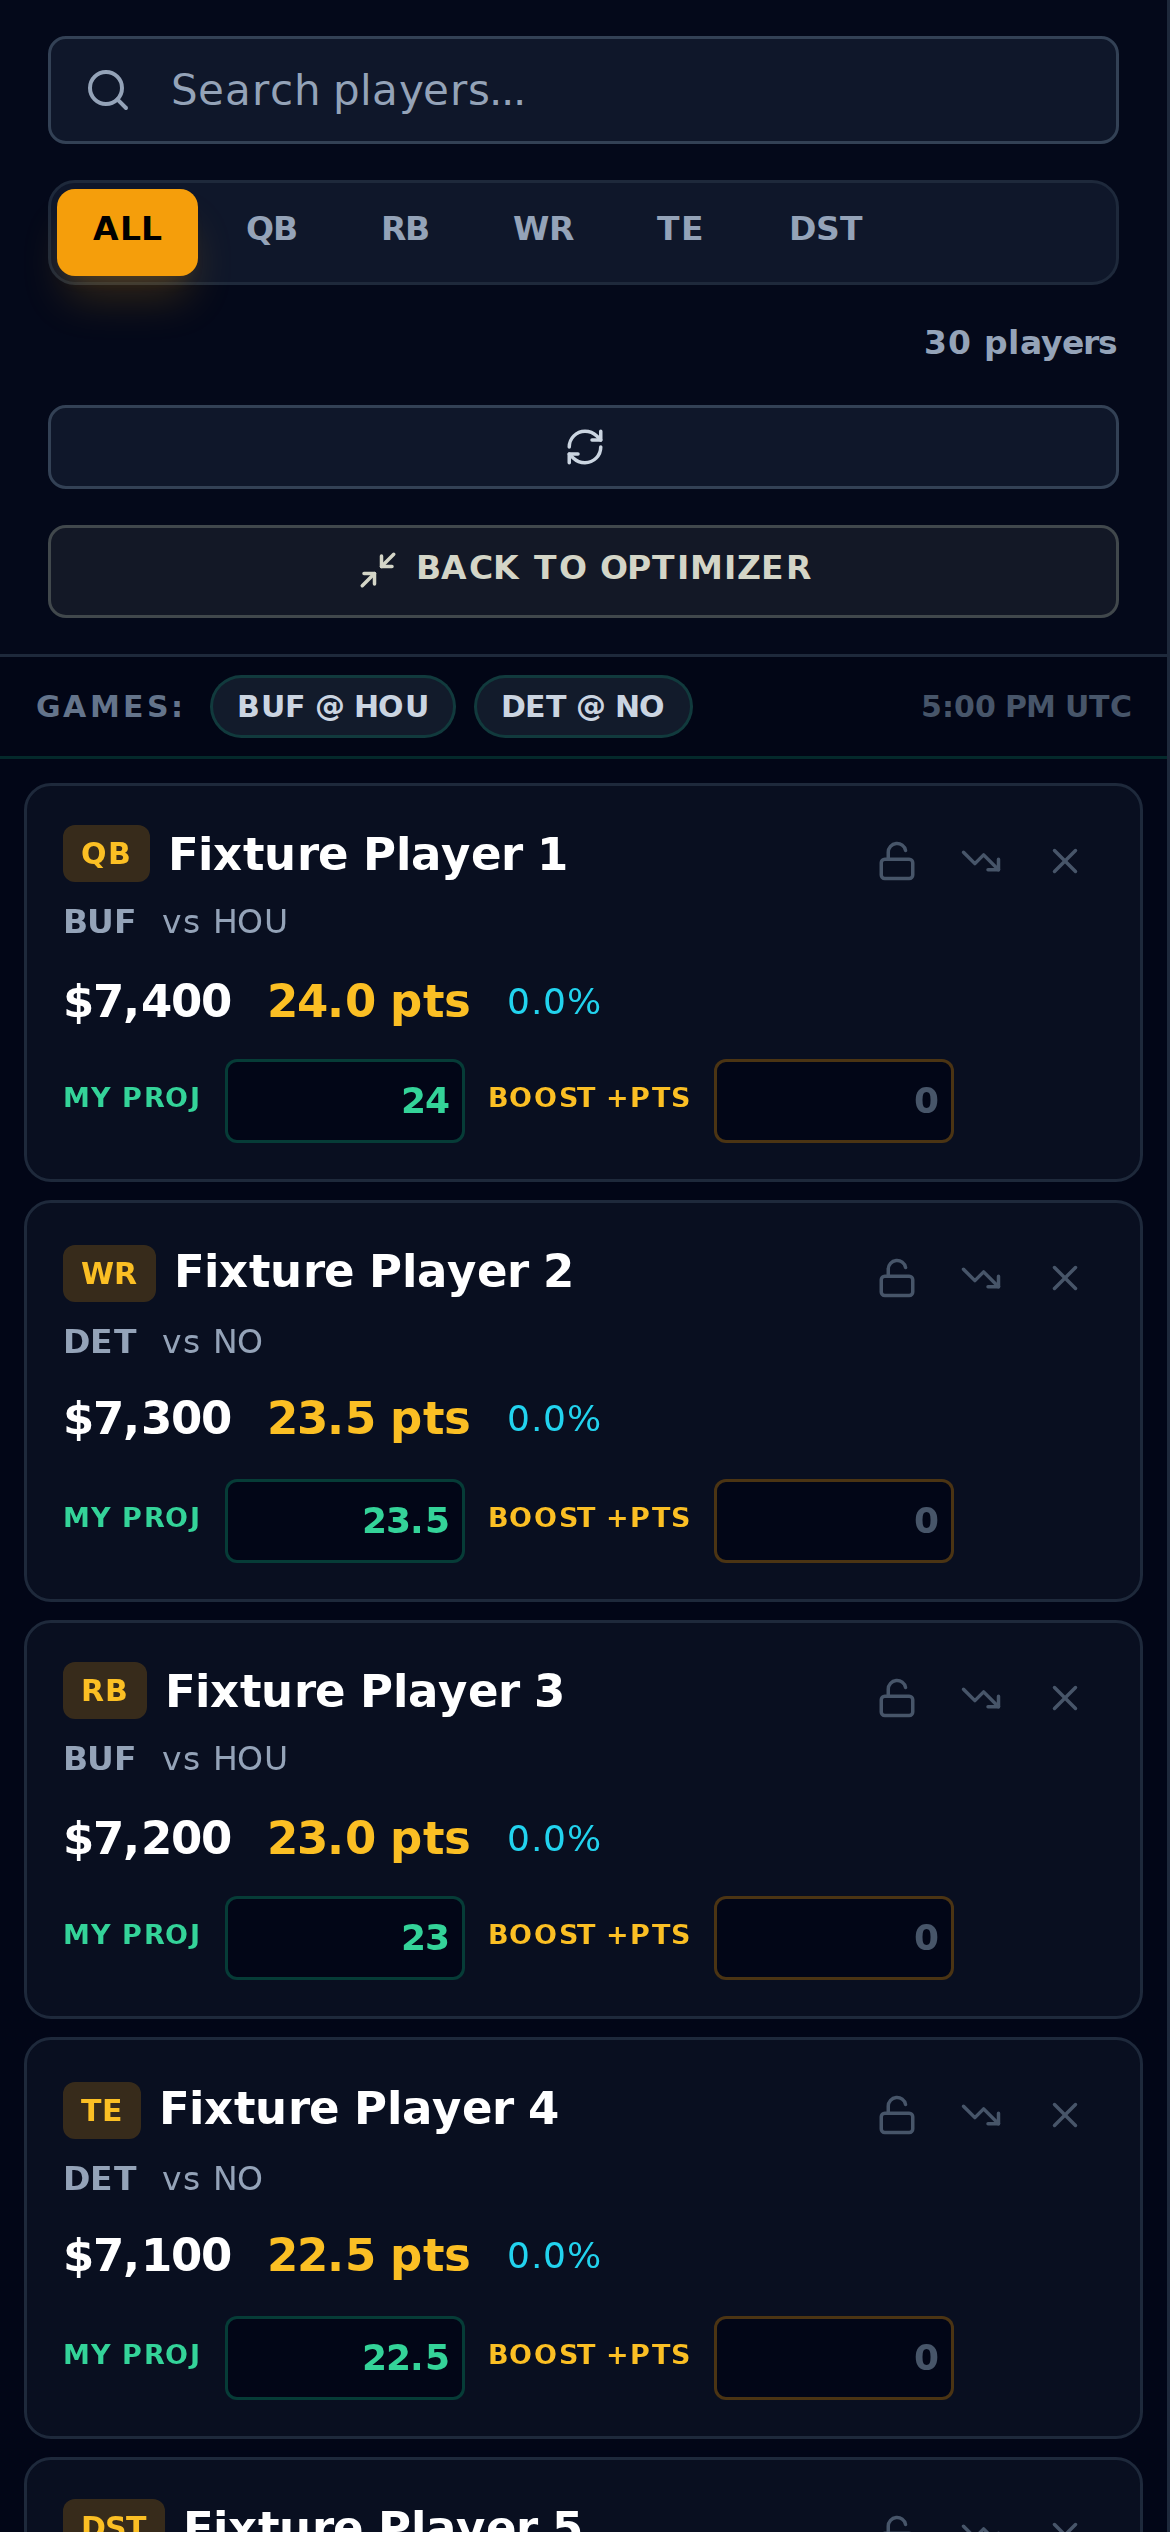 Search players...
ALL QB RB WR TE DST
30 players
BACK TO OPTIMIZER
GAMES: BUF @ HOU DET @ NO 5:00 PM UTC
QB Fixture Player 1
BUF vs HOU
$7,400 24.0 pts 0.0%
MY PROJ 24 BOOST +PTS 0
WR Fixture Player 2
DET vs NO
$7,300 23.5 pts 0.0%
MY PROJ 23.5 BOOST +PTS 0
RB Fixture Player 3
BUF vs HOU
$7,200 23.0 pts 0.0%
MY PROJ 23 BOOST +PTS 0
TE Fixture Player 4
DET vs NO
$7,100 22.5 pts 0.0%
MY PROJ 22.5 BOOST +PTS 0
DST Fixture Player 5